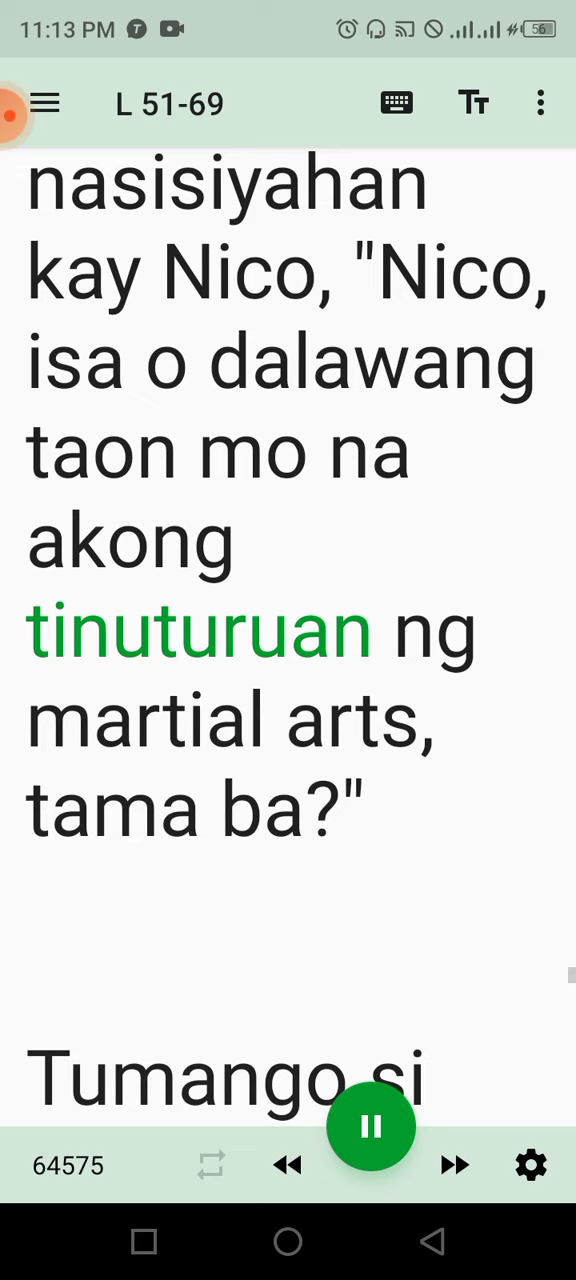 11:13 PM
56
L 51-69
nasisiyahan
kay Nico, "Nico,
isa o dalawang
taon mo na
akong
tinuturuan ng
martial arts,
tama ba?"
Tumango si
64575